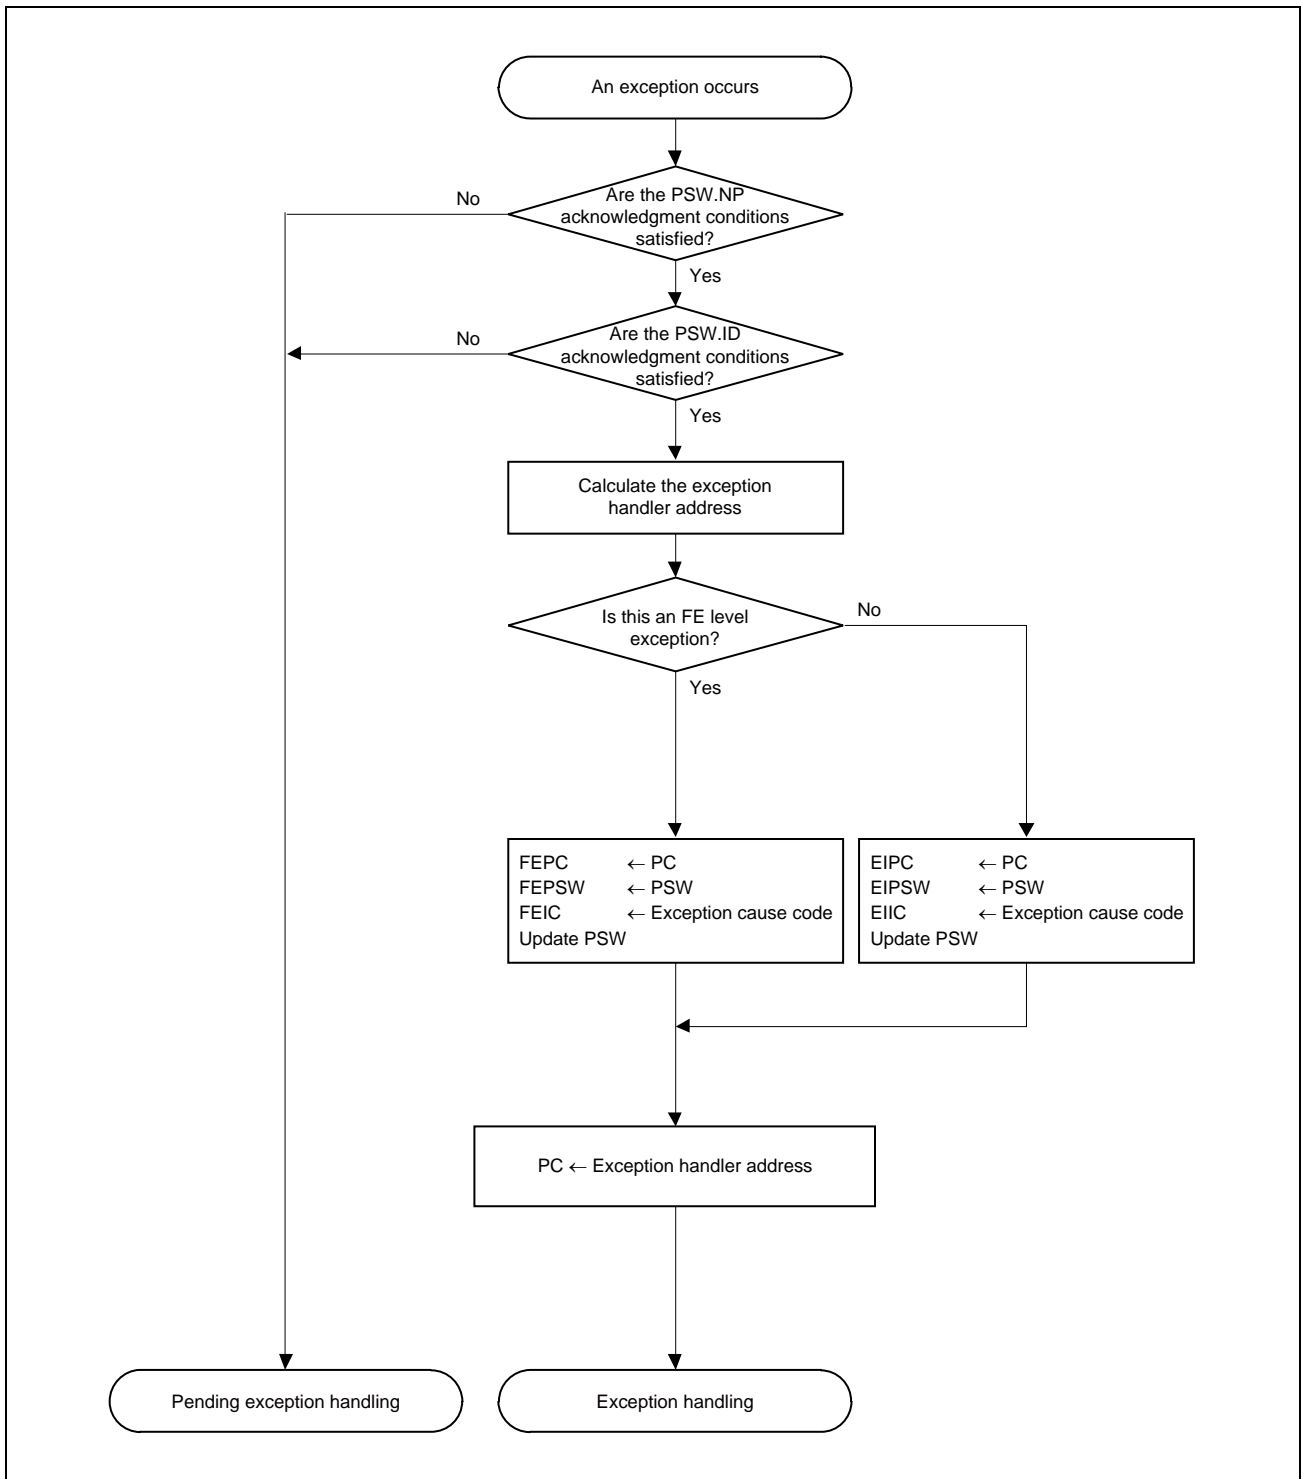 An exception occurs
No
Are the PSW.NP
acknowledgment conditions
satisfied?
Yes
No
Are the PSW.ID
acknowledgment conditions
satisfied?
Yes
Calculate the exception
handler address
Is this an FE level
exception?
No
Yes
FEPC ← PC
FEPSW ← PSW
FEIC ← Exception cause code
Update PSW
EIPC ← PC
EIPSW ← PSW
EIIC ← Exception cause code
Update PSW
PC ← Exception handler address
Pending exception handling
Exception handling